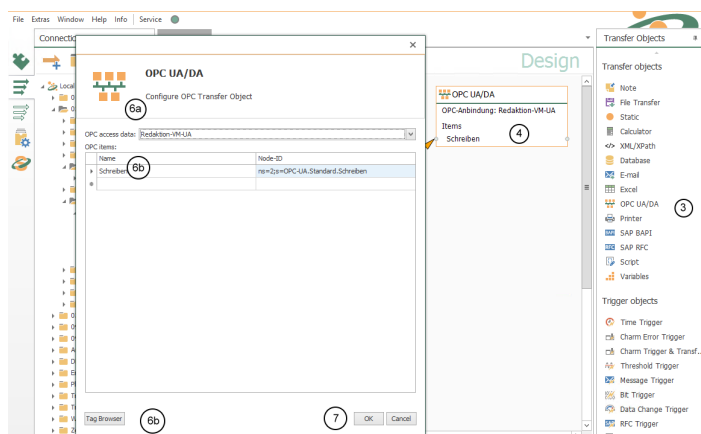 File Extras Window Help Info Service
Connectio
Transfer Objects
Design
OPC UA/DA
Configure OPC Transfer Object
6a
OPC access data: Redaktion-VM-UA
OPC items:
Name Node-ID
Schreiben ns=2;s=OPC-UA.Standard.Schreiben
6b
Tag Browser
6b
7
OK Cancel
Local
OPC UA/DA
OPC-Anbindung: Redaktion-VM-UA
Items
4
Schreiben
Transfer objects
Note
File Transfer
Static
Calculator
XML/XPath
Database
E-mail
Excel
OPC UA/DA
3
Printer
SAP BAPI
SAP RFC
Script
Variables
Trigger objects
Time Trigger
Charm Error Trigger
Charm Trigger & Transf..
Threshold Trigger
Message Trigger
Bit Trigger
Data Change Trigger
RFC Trigger